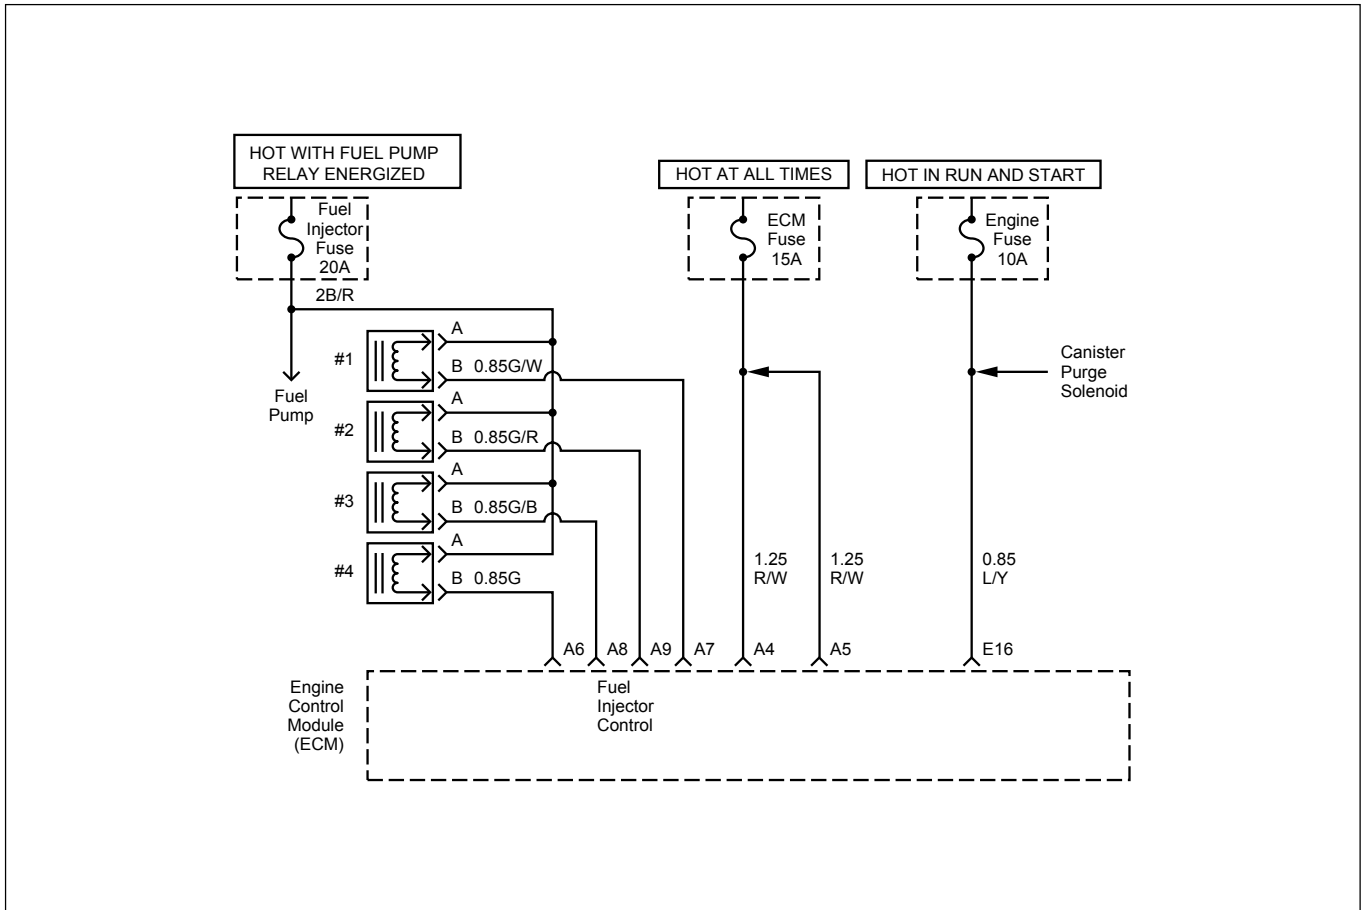 HOT WITH FUEL PUMP
RELAY ENERGIZED
HOT AT ALL TIMES
HOT IN RUN AND START
Fuel
Injector
Fuse
20A
ECM
Fuse
15A
Engine
Fuse
10A
2B/R
Fuel
Pump
#1
A
B 0.85G/W
#2
A
B 0.85G/R
#3
A
B 0.85G/B
#4
A
B 0.85G
Canister
Purge
Solenoid
1.25
R/W
1.25
R/W
0.85
L/Y
A6 A8 A9 A7 A4 A5 E16
Engine
Control
Module
(ECM)
Fuel
Injector
Control